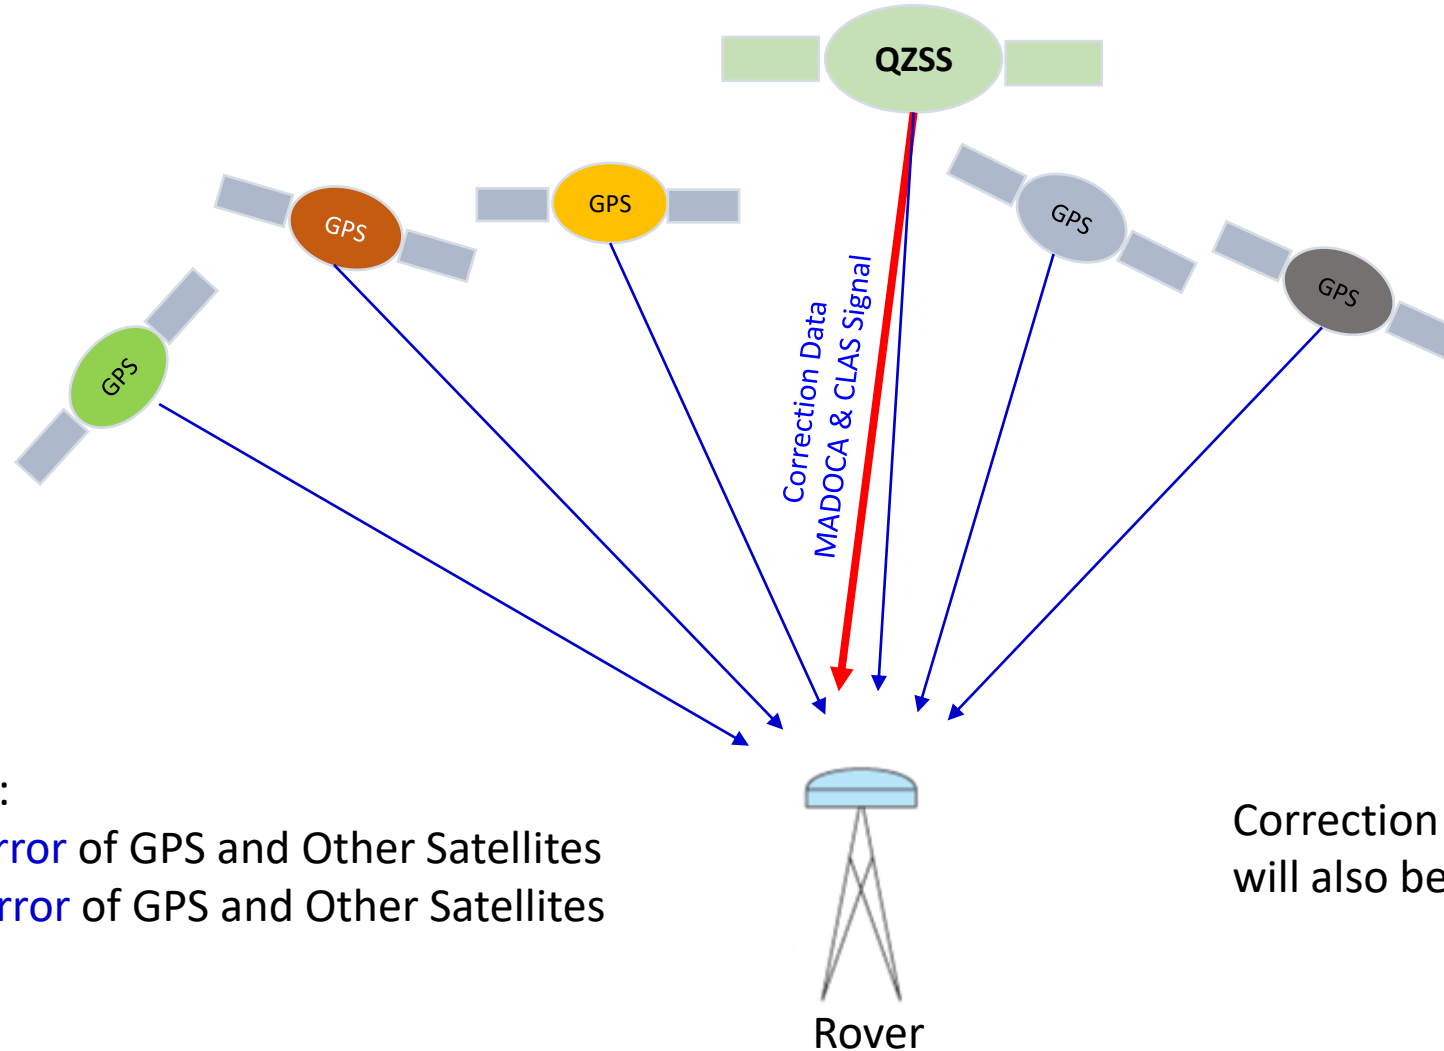 QZSS
GPS
GPS
GPS
GPS
GPS
Correction Data
MADOCA & CLAS Signal
:
rror of GPS and Other Satellites
rror of GPS and Other Satellites
Correction
will also be
Rover